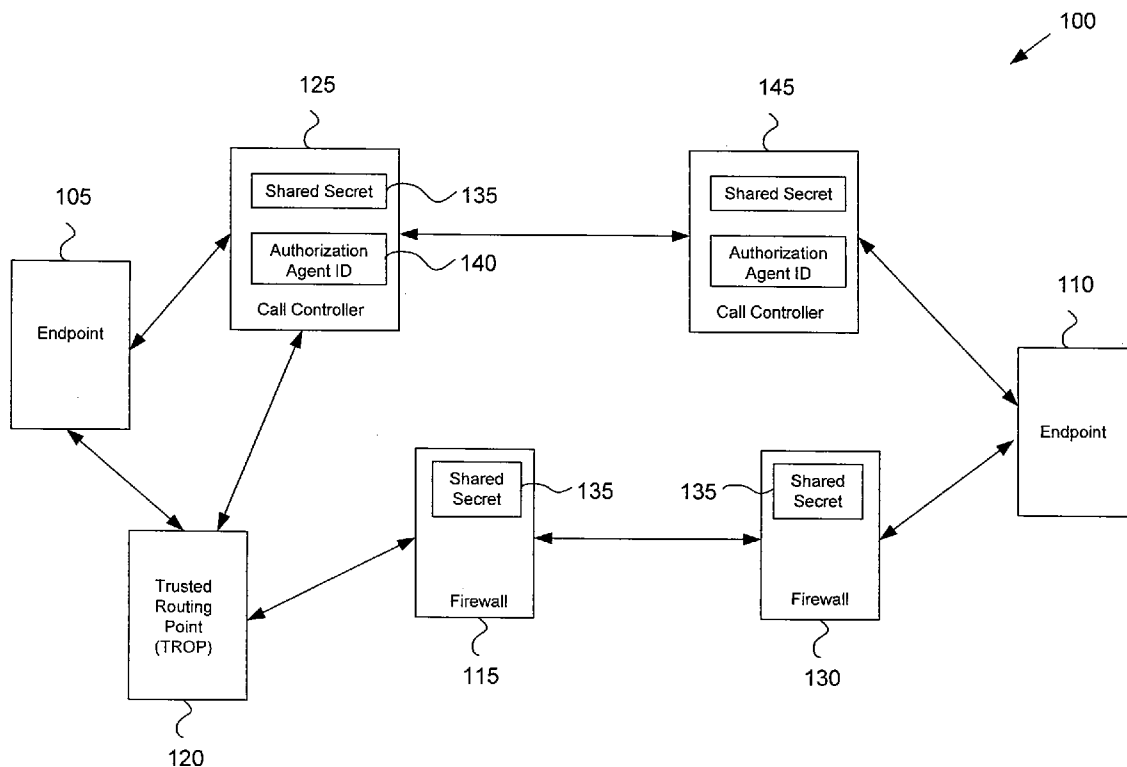 100
125
145
105
Shared Secret
135
Shared Secret
Authorization
Agent ID
140
Authorization
Agent ID
Call Controller
Call Controller
110
Endpoint
Endpoint
Shared
Secret
135
135
Shared
Secret
Trusted
Routing
Point
(TROP)
Firewall
Firewall
115
130
120